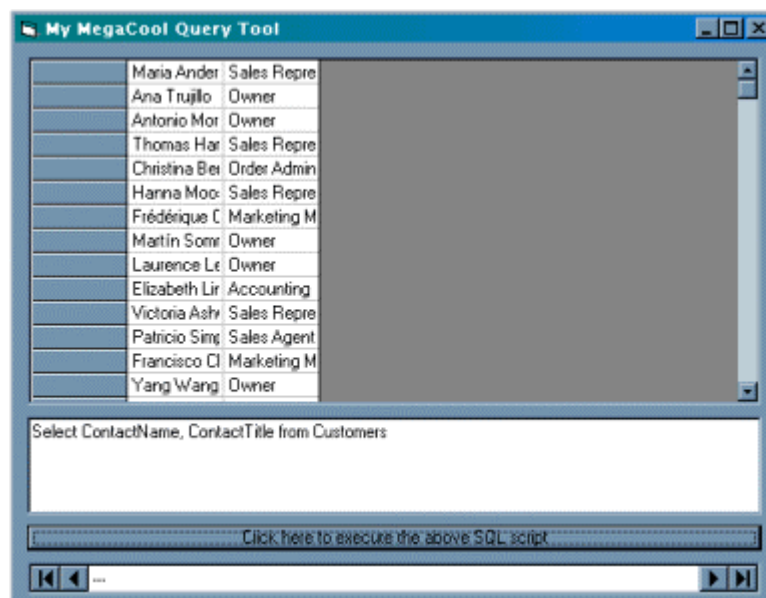 My MegaCool Query Tool
Maria Ander Sales Repre
Ana Trujillo Owner
Antonio Mor Owner
Thomas Har Sales Repre
Christina Ber Order Admin
Hanna Moo Sales Repre
Frédérique C Marketing M
Martín Somr Owner
Laurence Le Owner
Elizabeth Lir Accounting
Victoria Ash Sales Repre
Patricio Simp Sales Agent
Francisco Cl Marketing M
Yang Wang Owner
Select ContactName, ContactTitle from Customers
Click here to execute the above SQL script
...